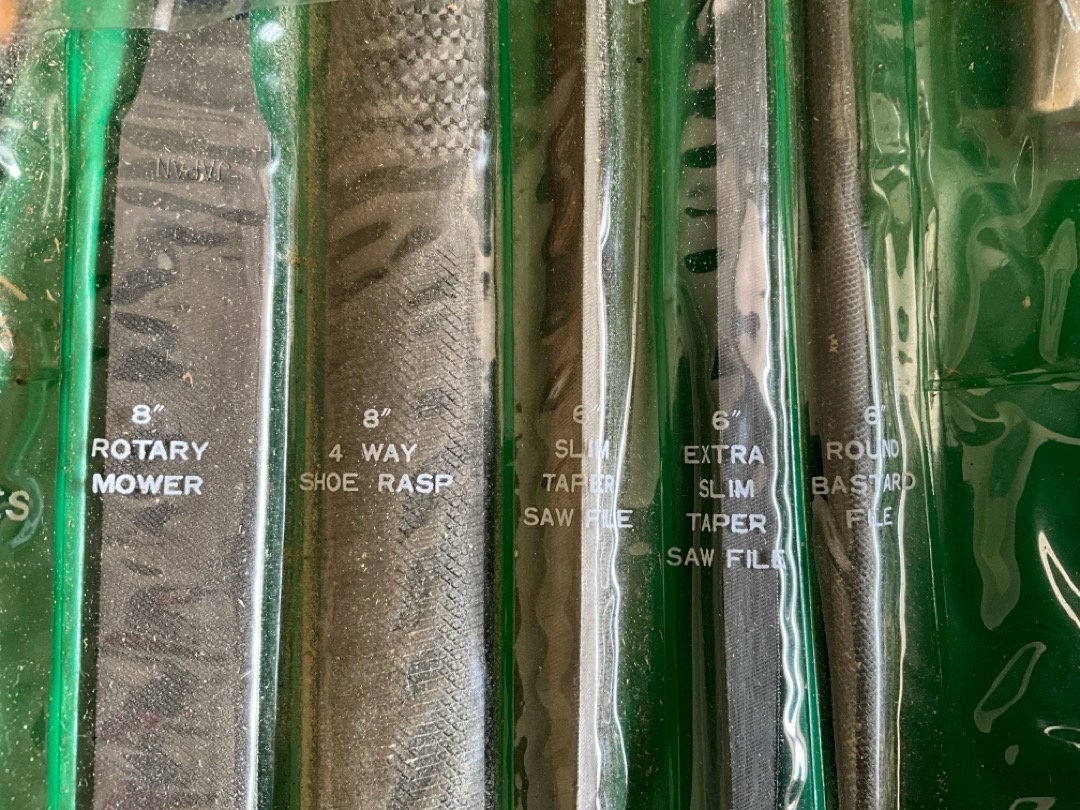 JAPAN
8"
ROTARY
MOWER
8"
4 WAY
SHOE RASP
6"
SLIM
TAPER
SAW FILE
6"
EXTRA
SLIM
TAPER
SAW FILE
6"
ROUND
BASTARD
FILE